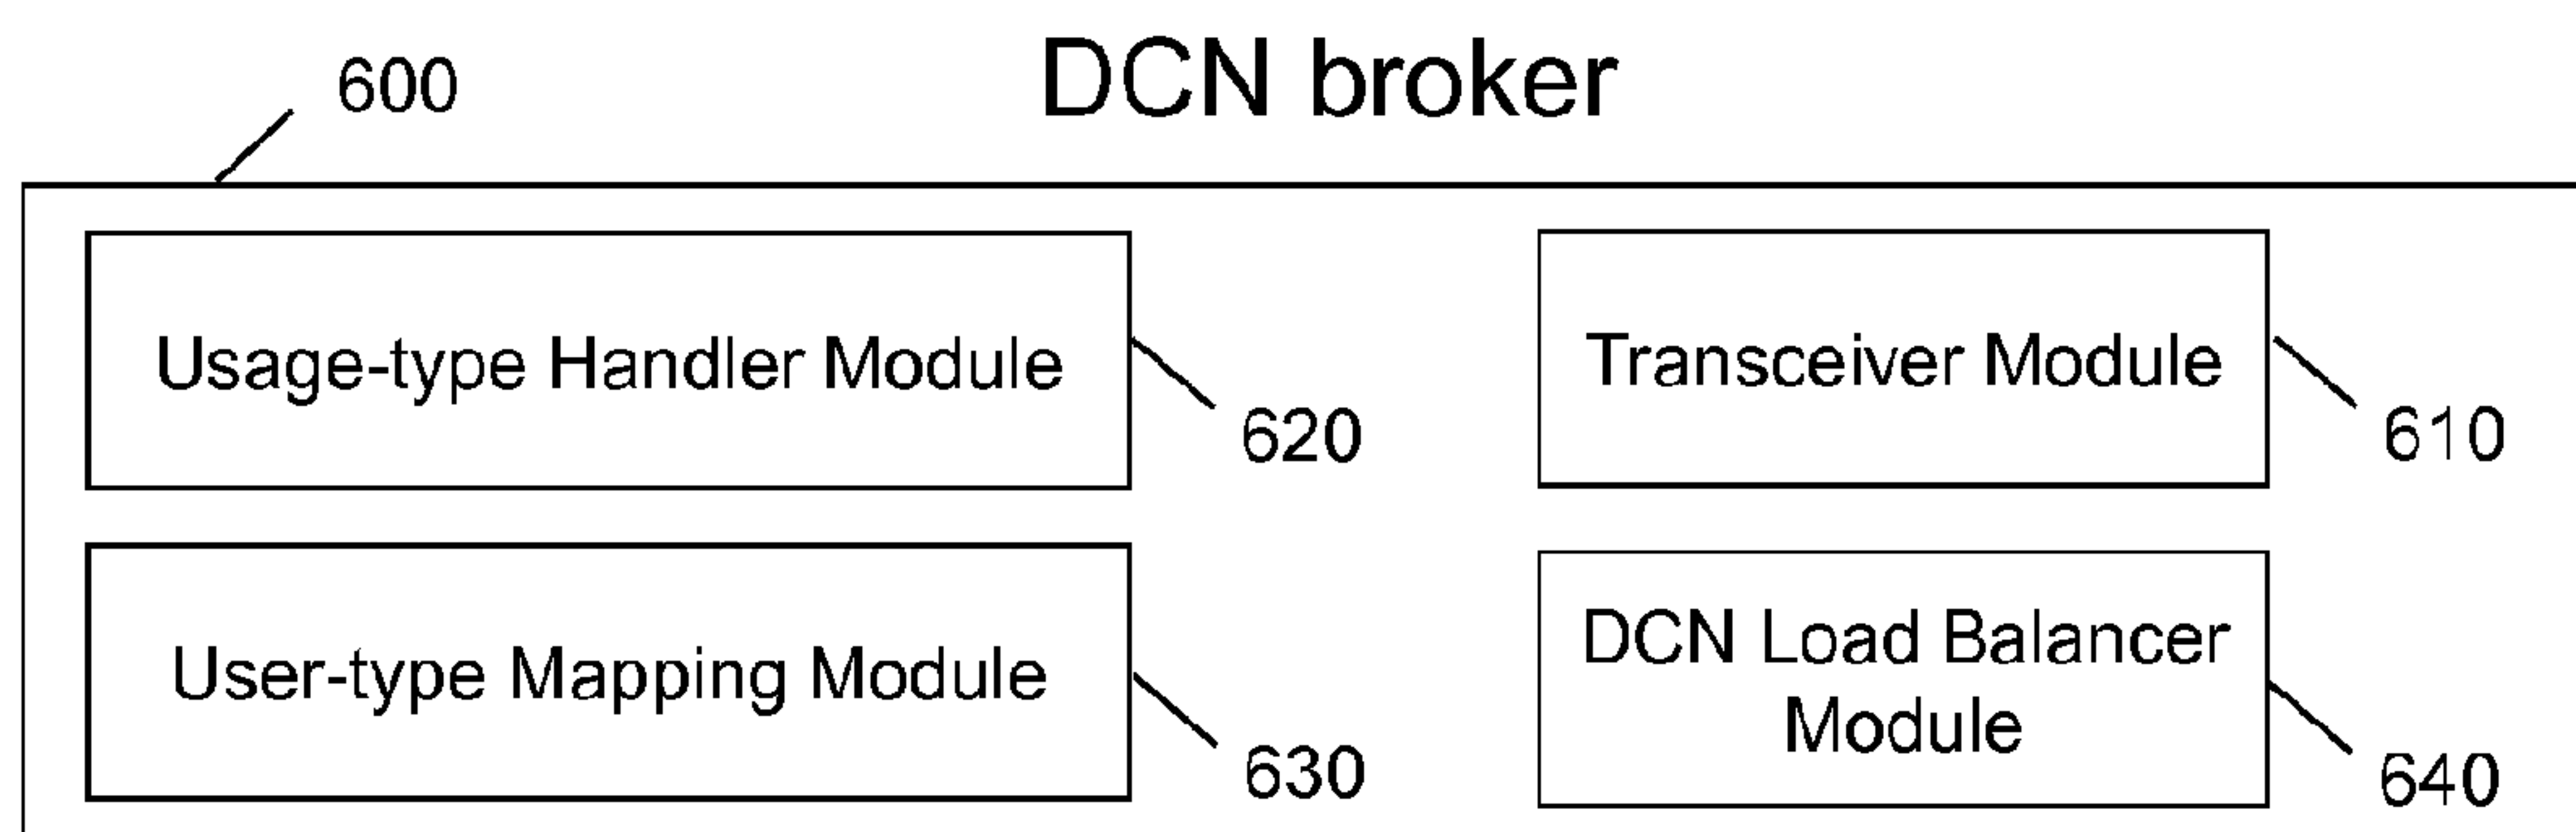 DCN broker
600
Usage-type Handler Module
620
Transceiver Module
610
User-type Mapping Module
630
DCN Load Balancer
Module
640